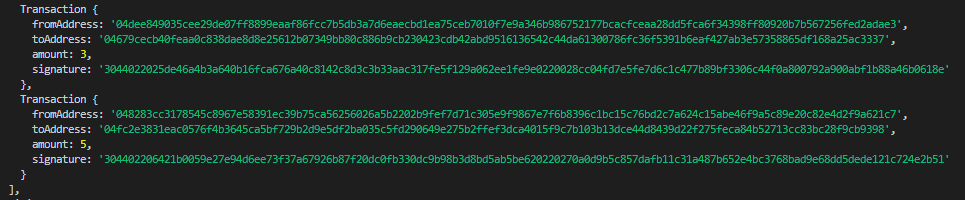 Transaction {
fromAddress: '04dee849035cee29de07ff8899eaaf86fcc7b5db3a7d6eaecbd1ea75ceb7010f7e9a346b986752177bcacfceaa28dd5fca6f34398ff80920b7b567256fed2adae3',
toAddress: '04679cecb40feaa0c838dae8d8e25612b07349bb80c886b9cb230423cdb42abd9516136542c44da61300786fc36f5391b6eaf427ab3e57358865df168a25ac3337',
amount: 3,
signature: '3044022025de46a4b3a640b16fca676a40c8142c8d3c3b33aac317fe5f129a062ee1fe9e0220028cc04fd7e5fe7d6c1c477b89bf3306c44f0a800792a900abf1b88a46b0618e'
},
Transaction {
fromAddress: '048283cc3178545c8967e58391ec39b75ca56256026a5b2202b9fef7d71c305e9f9867e7f6b8396c1bc15c76bd2c7a624c15abe46f9a5c89e20c82e4d2f9a621c7',
toAddress: '04fc2e3831eac0576f4b3645ca5bf729b2d9e5df2ba035c5fd290649e275b2ffef3dca4015f9c7b103b13dce44d8439d22f275feca84b52713cc83bc28f9cb9398',
amount: 5,
signature: '304402206421b0059e27e94d6ee73f37a67926b87f20dc0fb330dc9b98b3d8bd5ab5be620220270a0d9b5c857dafb11c31a487b652e4bc3768bad9e68dd5dede121c724e2b51'
}
],